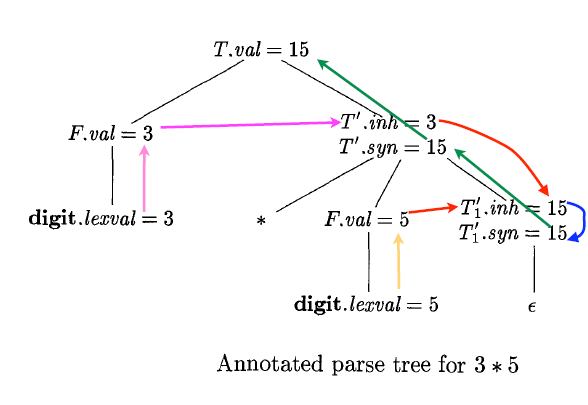 T.val = 15
F.val = 3 T′.inh = 3
T′.syn = 15
digit.lexval = 3 * F.val = 5 T′₁.inh = 15
T′₁.syn = 15
digit.lexval = 5 ϵ
Annotated parse tree for 3 * 5